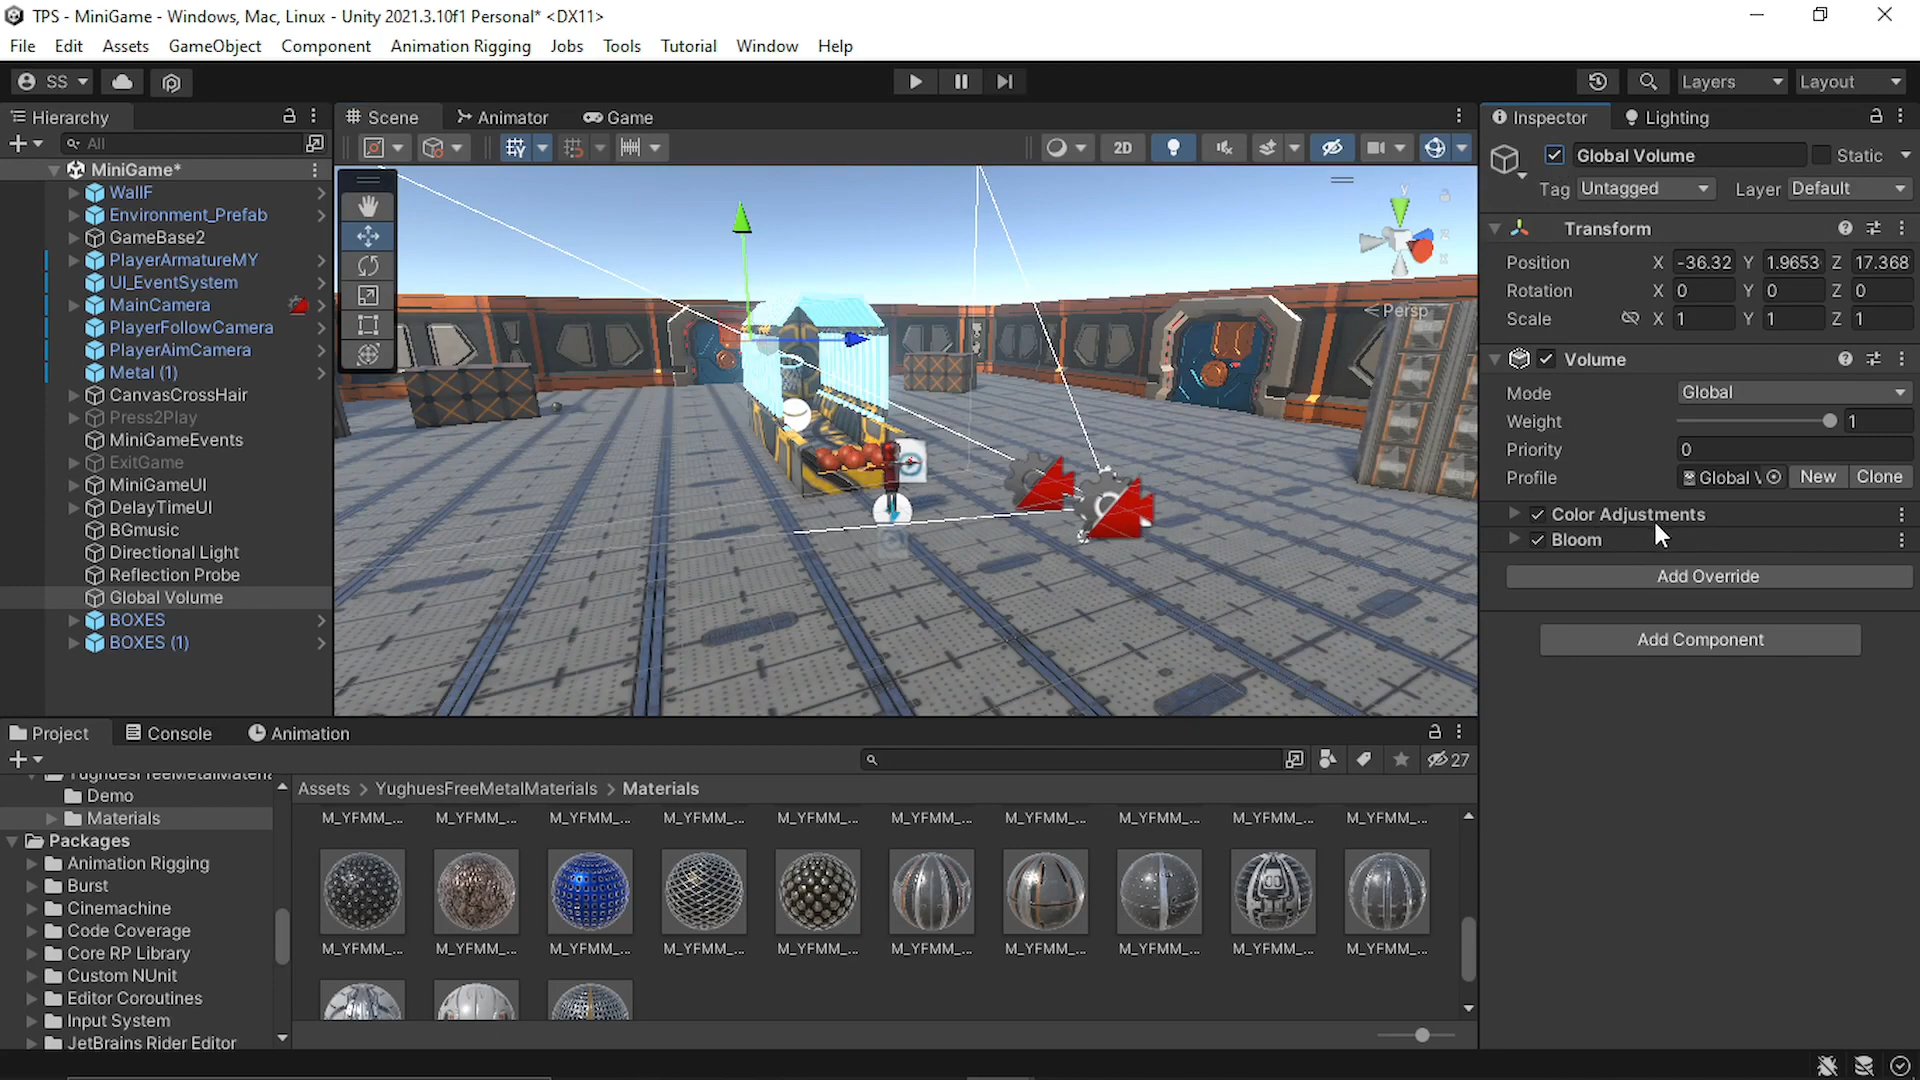 TPS - MiniGame - Windows, Mac, Linux - Unity 2021.3.10f1 Personal* <DX11>
File Edit Assets GameObject Component Animation Rigging Jobs Tools Tutorial Window Help
SS Layers Layout
Hierarchy
All
MiniGame*
WallF
Environment_Prefab
GameBase2
PlayerArmatureMY
UI_EventSystem
MainCamera
PlayerFollowCamera
PlayerAimCamera
Metal (1)
CanvasCrossHair
Press2Play
MiniGameEvents
ExitGame
MiniGameUI
DelayTimeUI
BGmusic
Directional Light
Reflection Probe
Global Volume
BOXES
BOXES (1)
Scene Animator Game
2D
y
z
Persp
Inspector Lighting
Global Volume Static
Tag Untagged Layer Default
Transform
Position X -36.32 Y 1.9653 Z 17.368
Rotation X 0 Y 0 Z 0
Scale X 1 Y 1 Z 1
Volume
Mode Global
Weight 1
Priority 0
Profile Global New Clone
Color Adjustments
Bloom
Add Override
Add Component
Project Console Animation
27
Demo
Materials
Packages
Animation Rigging
Burst
Cinemachine
Code Coverage
Core RP Library
Custom NUnit
Editor Coroutines
Input System
JetBrains Rider Editor
Assets > YughuesFreeMetalMaterials > Materials
M_YFMM_... M_YFMM_... M_YFMM_... M_YFMM_... M_YFMM_... M_YFMM_... M_YFMM_... M_YFMM_... M_YFMM_... M_YFMM_...
M_YFMM_... M_YFMM_... M_YFMM_... M_YFMM_... M_YFMM_... M_YFMM_... M_YFMM_... M_YFMM_... M_YFMM_... M_YFMM_...